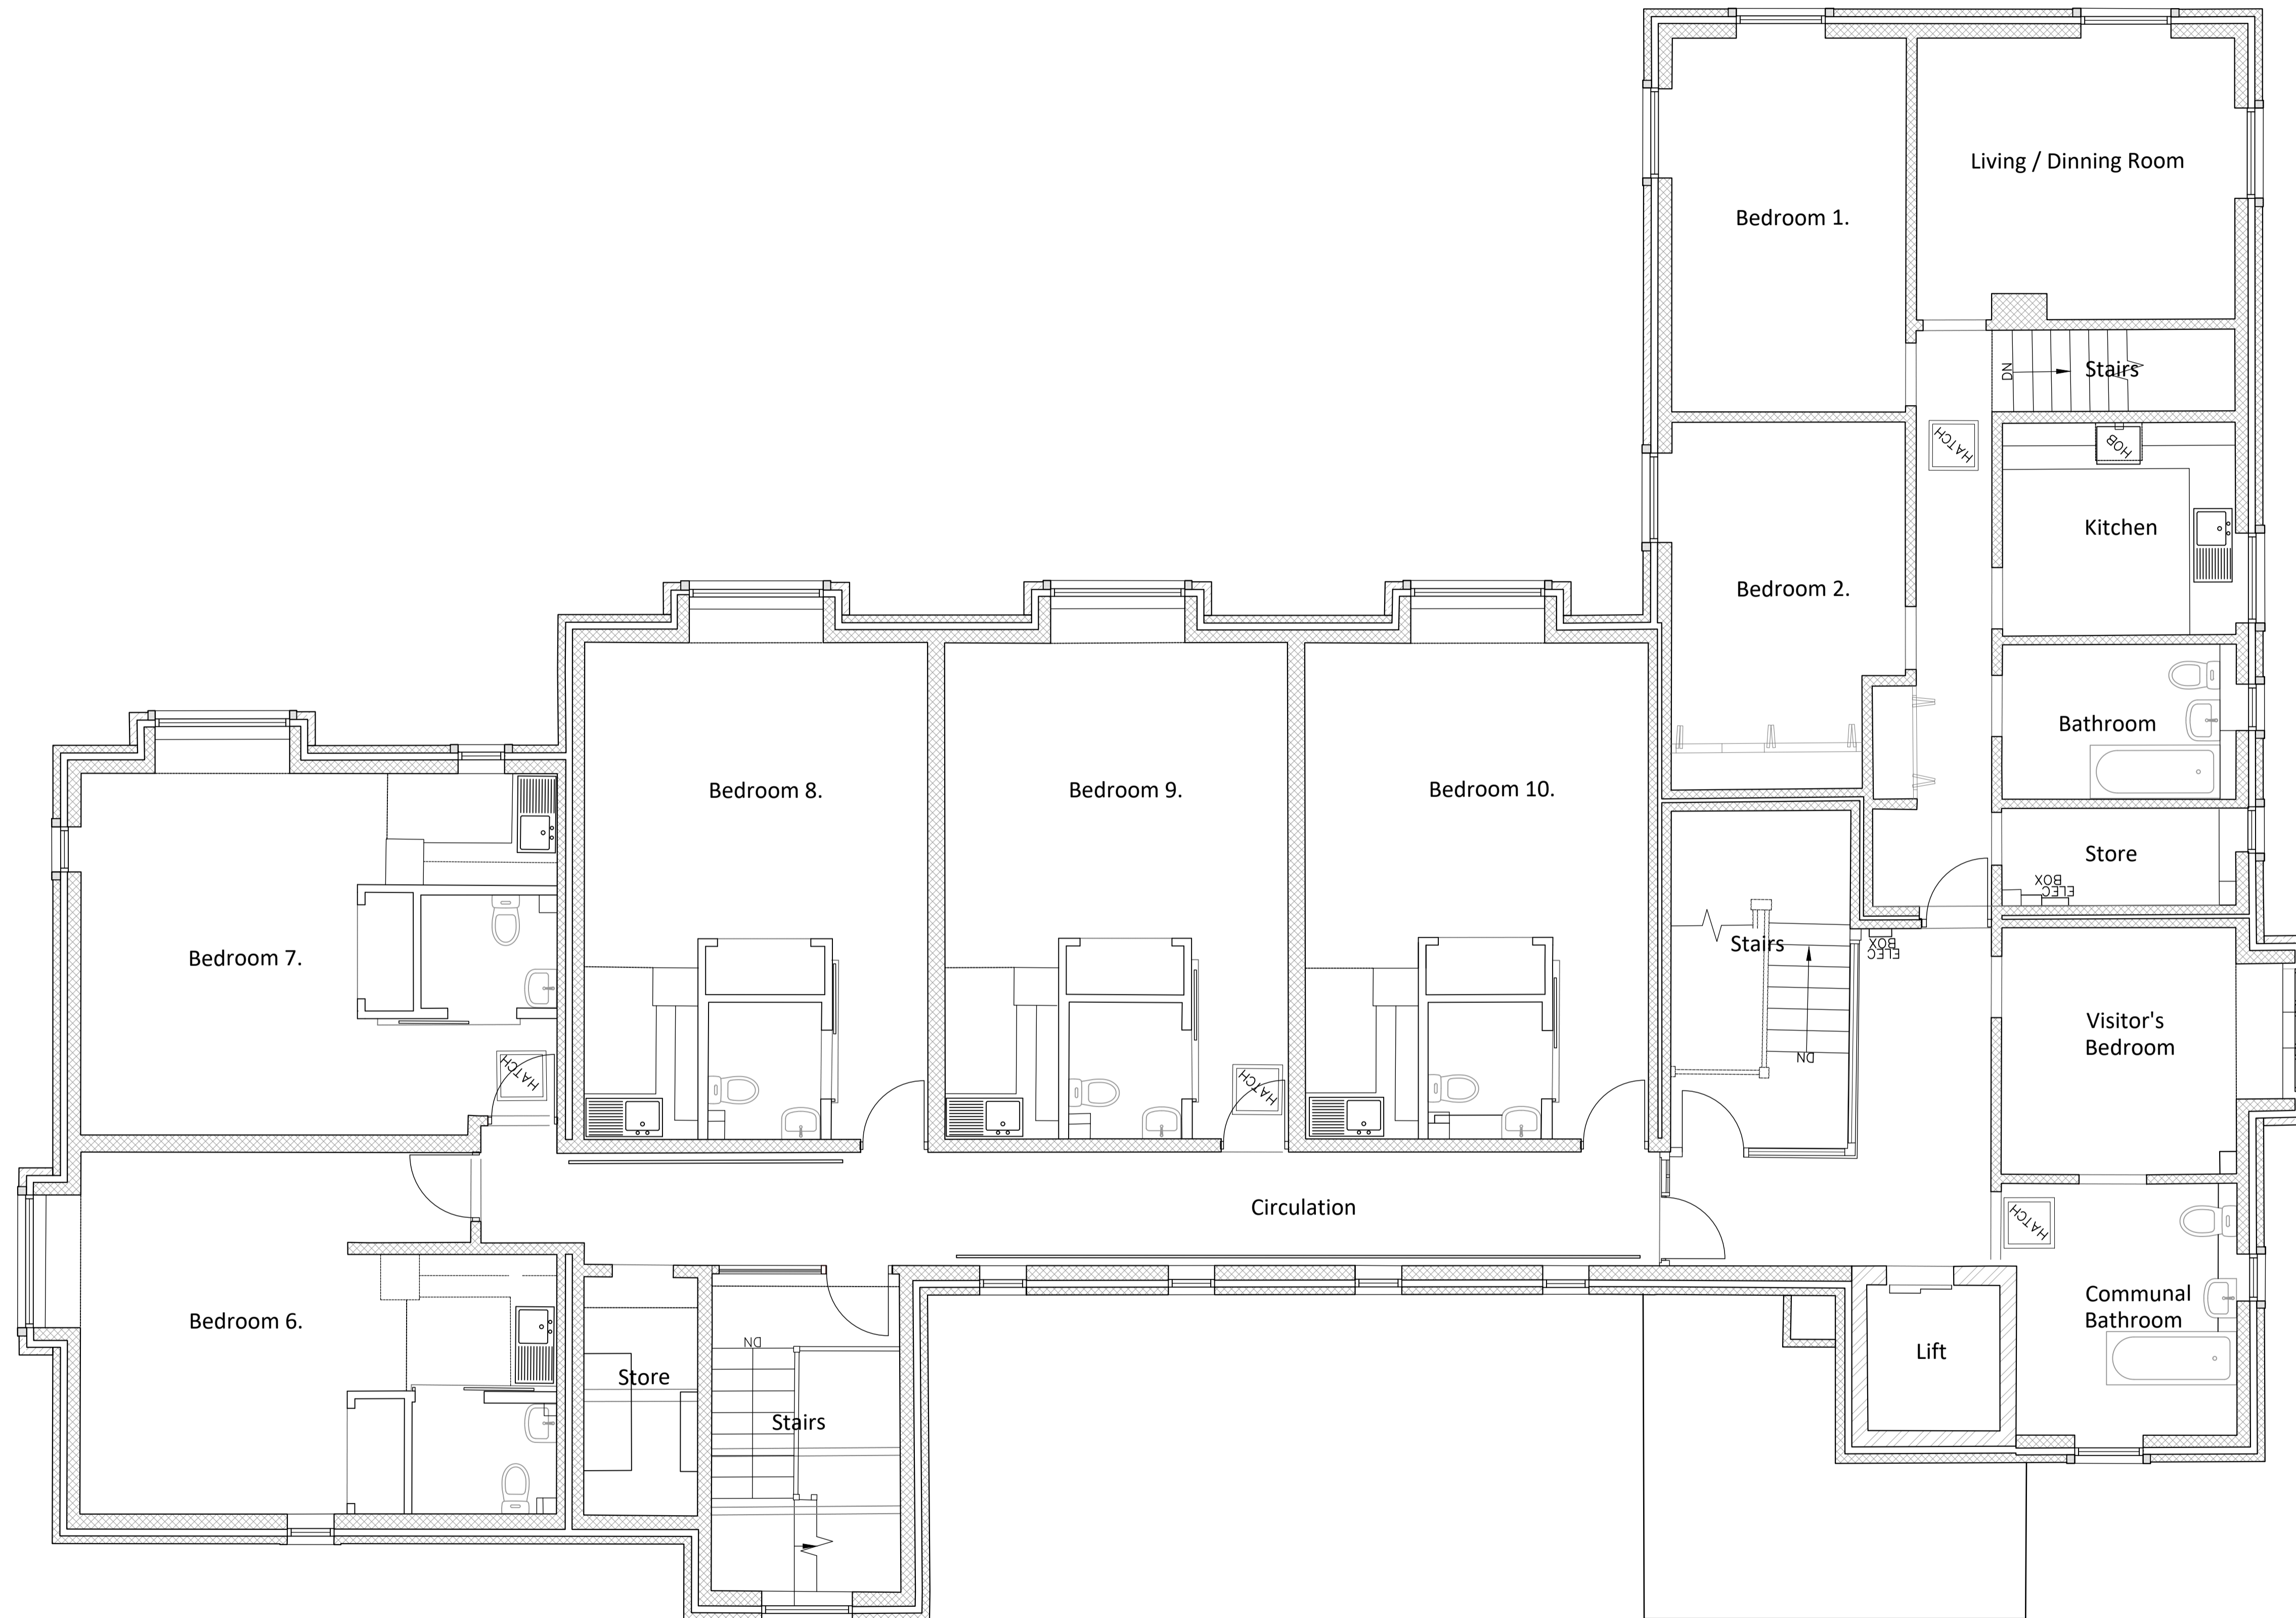 Living / Dinning Room
Bedroom 1.
DN
Stairs
HATCH
HOB
Kitchen
Bedroom 2.
Bathroom
Bedroom 8.
Bedroom 9.
Bedroom 10.
Store
ELEC
BOX
Bedroom 7.
Stairs
ELEC
BOX
DN
Visitor's
Bedroom
HATCH
HATCH
Circulation
HATCH
Communal
Bathroom
Bedroom 6.
DN
Lift
Store
Stairs